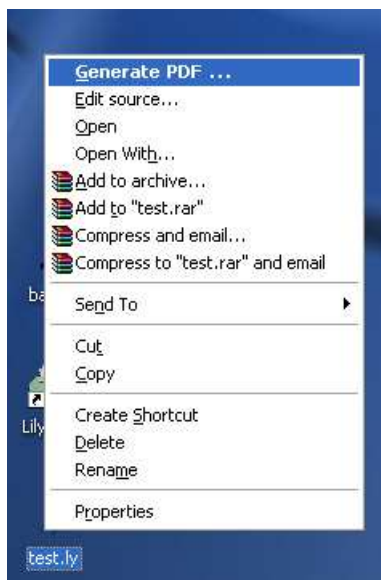 Generate PDF ...
Edit source...
Open
Open With...
Add to archive...
Add to "test.rar"
Compress and email...
Compress to "test.rar" and email
ba
Send To
Cut
Copy
Lily
Create Shortcut
Delete
Rename
Properties
test.ly